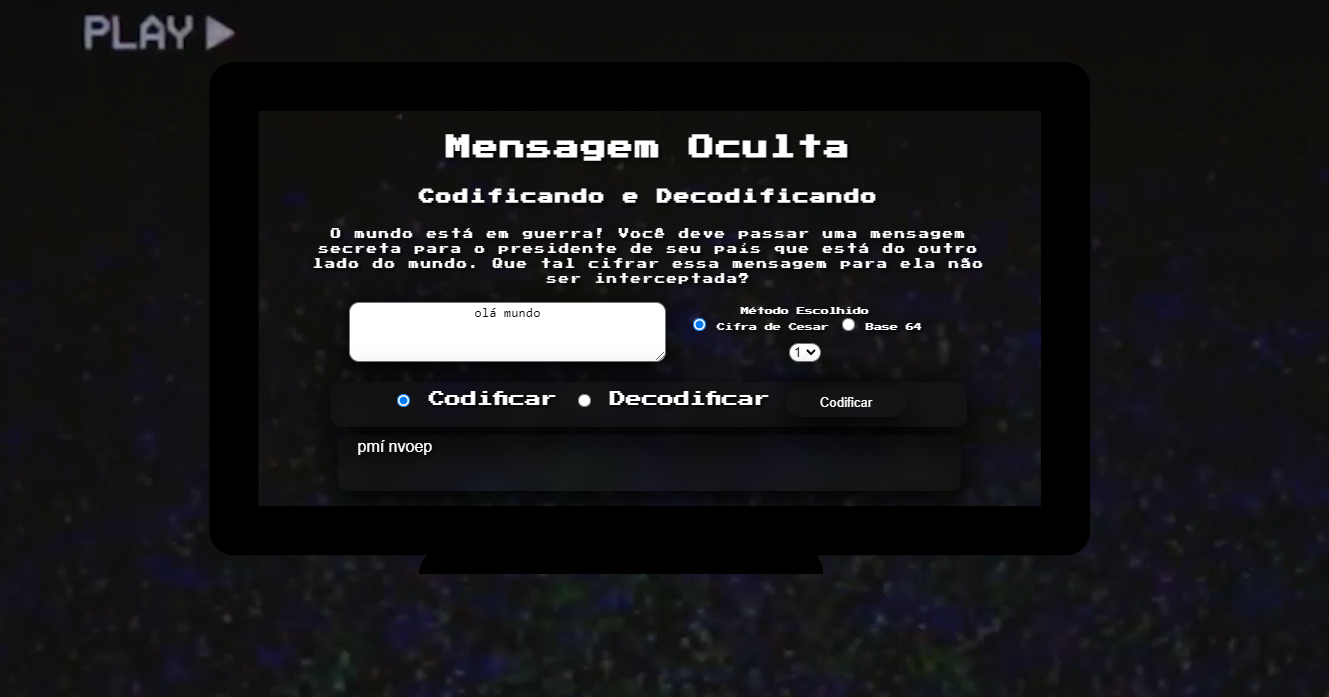 PLAY
Mensagem Oculta
Codificando e Decodificando
O mundo está em guerra! Você deve passar uma mensagem
secreta para o presidente de seu país que está do outro
lado do mundo. Que tal cifrar essa mensagem para ela não
ser interceptada?
olá mundo
Método Escolhido
Cifra de Cesar Base 64
1
Codificar Decodificar Codificar
pmí nvoep